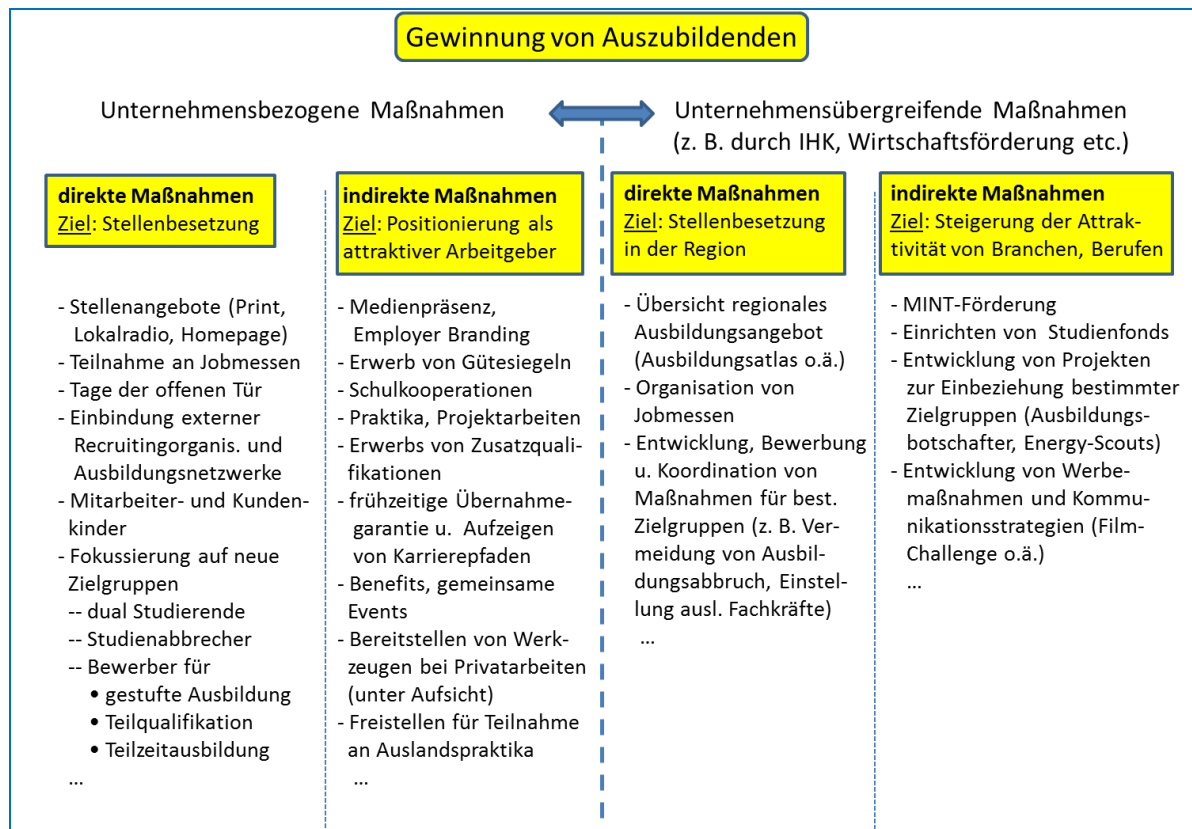 Gewinnung von Auszubildenden
Unternehmensbezogene Maßnahmen
Unternehmensübergreifende Maßnahmen
(z. B. durch IHK, Wirtschaftsförderung etc.)
direkte Maßnahmen
Ziel: Stellenbesetzung
- Stellenangebote (Print,
Lokalradio, Homepage)
- Teilnahme an Jobmessen
- Tage der offenen Tür
- Einbindung externer
Recruitingorganis. und
Ausbildungsnetzwerke
- Mitarbeiter- und Kunden-
kinder
- Fokussierung auf neue
Zielgruppen
-- dual Studierende
-- Studienabbrecher
-- Bewerber für
• gestufte Ausbildung
• Teilqualifikation
• Teilzeitausbildung
...
indirekte Maßnahmen
Ziel: Positionierung als
attraktiver Arbeitgeber
- Medienpräsenz,
Employer Branding
- Erwerb von Gütesiegeln
- Schulkooperationen
- Praktika, Projektarbeiten
- Erwerbs von Zusatzquali-
fikationen
- frühzeitige Übernahme-
garantie u. Aufzeigen
von Karrierepfaden
- Benefits, gemeinsame
Events
- Bereitstellen von Werk-
zeugen bei Privatarbeiten
(unter Aufsicht)
- Freistellen für Teilnahme
an Auslandspraktika
...
direkte Maßnahmen
Ziel: Stellenbesetzung
in der Region
- Übersicht regionales
Ausbildungsangebot
(Ausbildungsatlas o.ä.)
- Organisation von
Jobmessen
- Entwicklung, Bewerbung
u. Koordination von
Maßnahmen für best.
Zielgruppen (z. B. Ver-
meidung von Ausbil-
dungsabbruch, Einstel-
lung ausl. Fachkräfte)
...
indirekte Maßnahmen
Ziel: Steigerung der Attrak-
tivität von Branchen, Berufen
- MINT-Förderung
- Einrichten von Studienfonds
- Entwicklung von Projekten
zur Einbeziehung bestimmter
Zielgruppen (Ausbildungs-
botschafter, Energy-Scouts)
- Entwicklung von Werbe-
maßnahmen und Kommu-
nikationsstrategien (Film-
Challenge o.ä.)
...